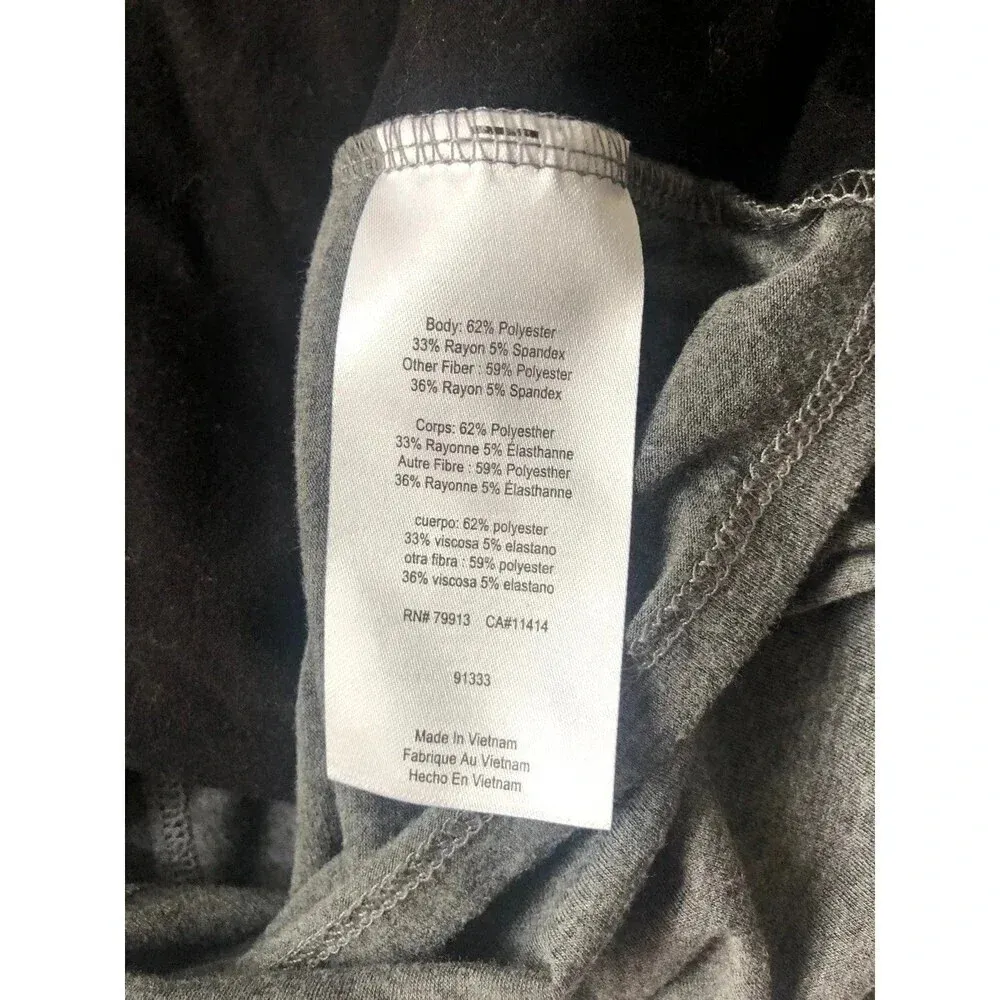 Body: 62% Polyester
33% Rayon 5% Spandex
Other Fiber : 59% Polyester
36% Rayon 5% Spandex
Corps: 62% Polyesther
33% Rayonne 5% Élasthanne
Autre Fibre : 59% Polyesther
36% Rayonne 5% Élasthanne
cuerpo: 62% polyester
33% viscosa 5% elastano
otra fibra : 59% polyester
36% viscosa 5% elastano
RN# 79913 CA#11414
91333
Made In Vietnam
Fabrique Au Vietnam
Hecho En Vietnam